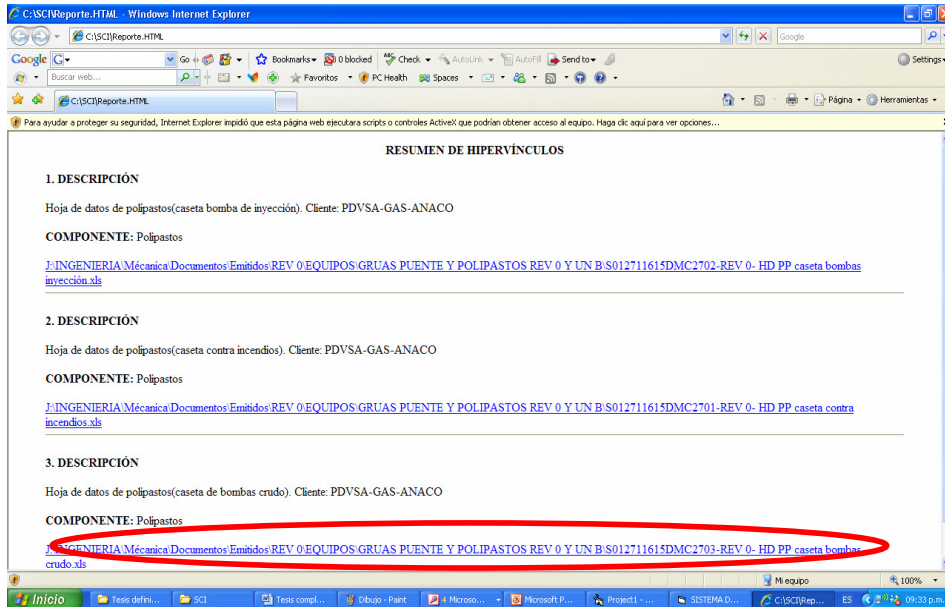 C:\SCI\Reporte.HTML - Windows Internet Explorer
C:\SCI\Reporte.HTML
Google
Google G Go Bookmarks 0 blocked Check AutoLink AutoFill Send to Settings
Buscar web... Favoritos PC Health Spaces
C:\SCI\Reporte.HTML Página Herramientas
Para ayudar a proteger su seguridad, Internet Explorer impidió que esta página web ejecutara scripts o controles ActiveX que podrían obtener acceso al equipo. Haga clic aquí para ver opciones...
RESUMEN DE HIPERVÍNCULOS
1. DESCRIPCIÓN
Hoja de datos de polipastos(caseta bomba de inyección). Cliente: PDVSA-GAS-ANACO
COMPONENTE: Polipastos
J:\INGENIERIA\Mécanica\Documentos\Emitidos\REV 0\EQUIPOS\GRUAS PUENTE Y POLIPASTOS REV 0 Y UN B\S012711615DMC2702-REV 0- HD PP caseta bombas
inyección.xls
2. DESCRIPCIÓN
Hoja de datos de polipastos(caseta contra incendios). Cliente: PDVSA-GAS-ANACO
COMPONENTE: Polipastos
J:\INGENIERIA\Mécanica\Documentos\Emitidos\REV 0\EQUIPOS\GRUAS PUENTE Y POLIPASTOS REV 0 Y UN B\S012711615DMC2701-REV 0- HD PP caseta contra
incendios.xls
3. DESCRIPCIÓN
Hoja de datos de polipastos(caseta de bombas crudo). Cliente: PDVSA-GAS-ANACO
COMPONENTE: Polipastos
J:\INGENIERIA\Mécanica\Documentos\Emitidos\REV 0\EQUIPOS\GRUAS PUENTE Y POLIPASTOS REV 0 Y UN B\S012711615DMC2703-REV 0- HD PP caseta bombas
crudo.xls
Mi equipo 100%
Inicio Tesis defini... SCI Tesis compl... Dibujo - Paint 4 Microso... Microsoft P... Project1 - ... SISTEMA D... C:\SCI\Rep... ES 09:33 p.m.